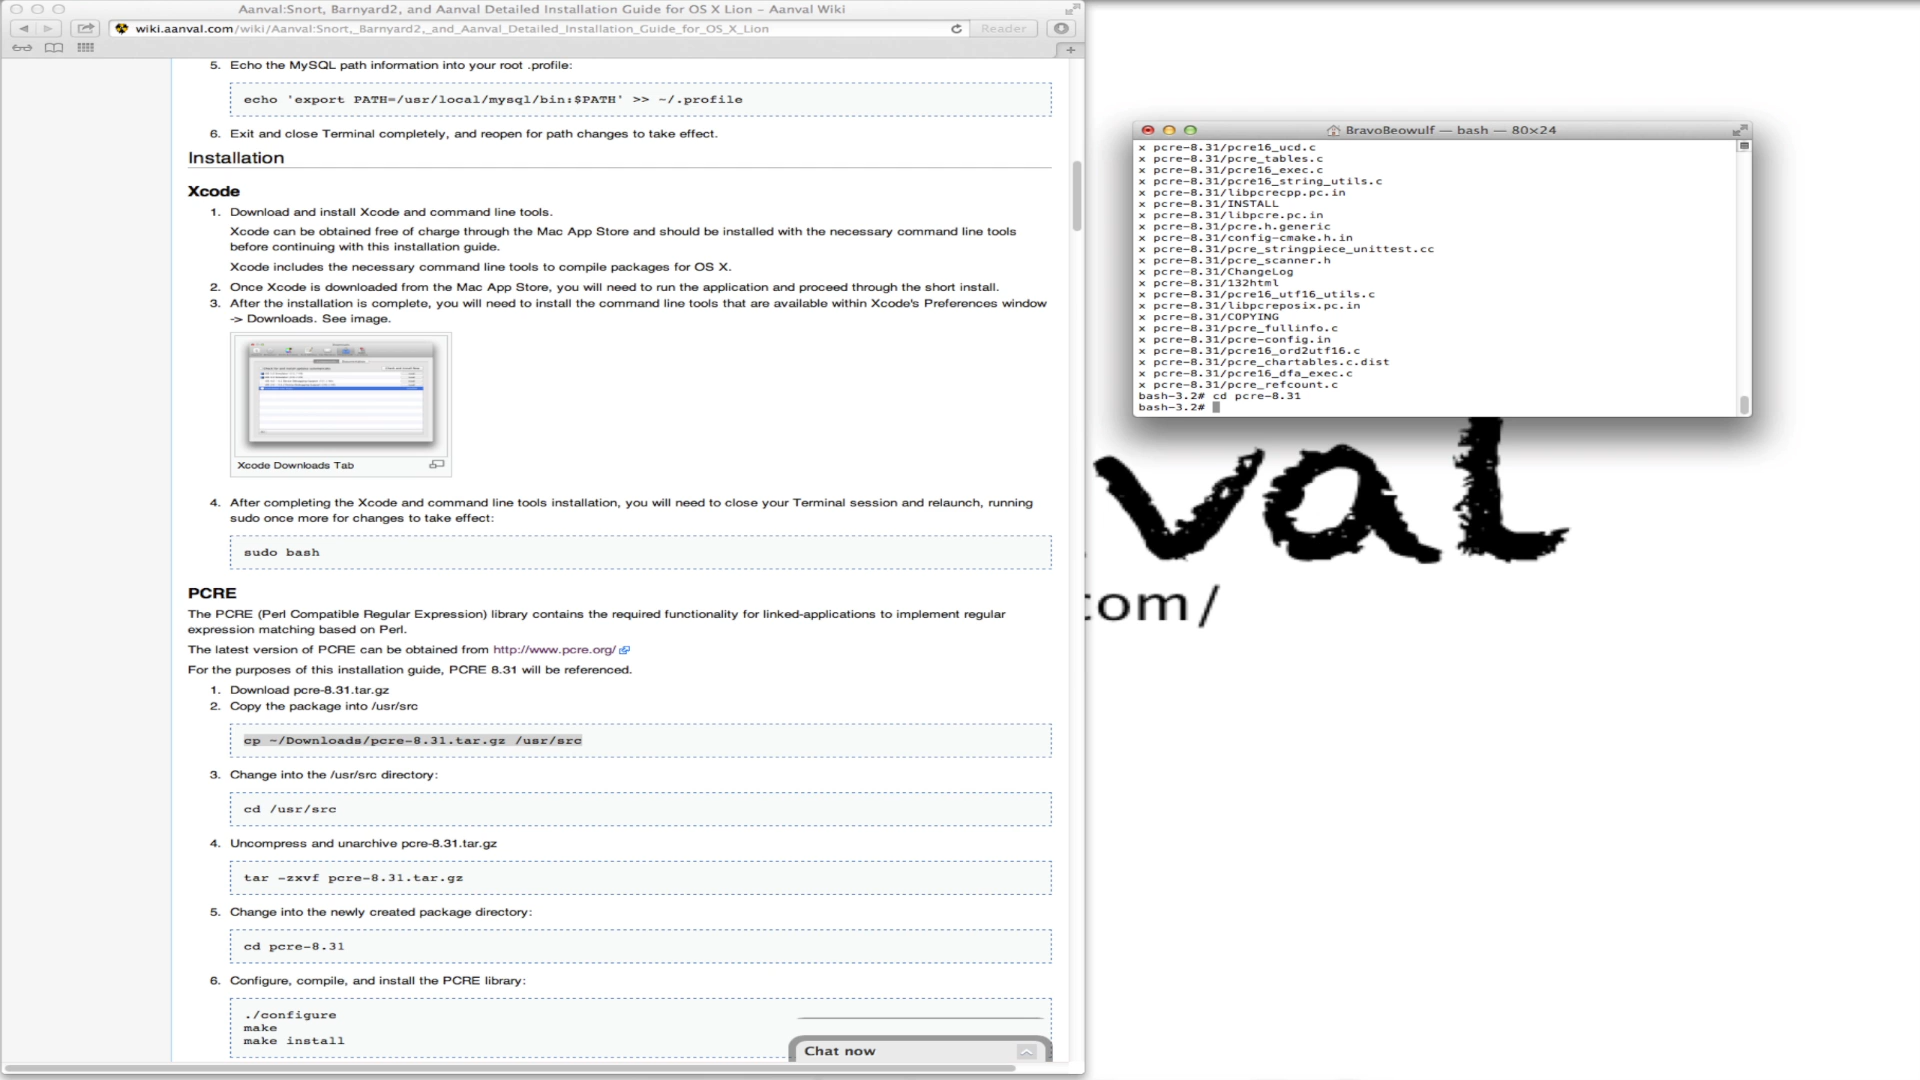 Aanval:Snort, Barnyard2, and Aanval Detailed Installation Guide for OS X Lion – Aanval Wiki
wiki.aanval.com/wiki/Aanval:Snort,_Barnyard2,_and_Aanval_Detailed_Installation_Guide_for_OS_X_Lion
Reader
5. Echo the MySQL path information into your root .profile:
echo 'export PATH=/usr/local/mysql/bin:$PATH' >> ~/.profile
6. Exit and close Terminal completely, and reopen for path changes to take effect.
Installation
Xcode
1. Download and install Xcode and command line tools.
Xcode can be obtained free of charge through the Mac App Store and should be installed with the necessary command line tools
before continuing with this installation guide.
Xcode includes the necessary command line tools to compile packages for OS X.
2. Once Xcode is downloaded from the Mac App Store, you will need to run the application and proceed through the short install.
3. After the installation is complete, you will need to install the command line tools that are available within Xcode's Preferences window
-> Downloads. See image.
Xcode Downloads Tab
4. After completing the Xcode and command line tools installation, you will need to close your Terminal session and relaunch, running
sudo once more for changes to take effect:
sudo bash
PCRE
The PCRE (Perl Compatible Regular Expression) library contains the required functionality for linked-applications to implement regular
expression matching based on Perl.
The latest version of PCRE can be obtained from http://www.pcre.org/
For the purposes of this installation guide, PCRE 8.31 will be referenced.
1. Download pcre-8.31.tar.gz
2. Copy the package into /usr/src
cp ~/Downloads/pcre-8.31.tar.gz /usr/src
3. Change into the /usr/src directory:
cd /usr/src
4. Uncompress and unarchive pcre-8.31.tar.gz
tar -zxvf pcre-8.31.tar.gz
5. Change into the newly created package directory:
cd pcre-8.31
6. Configure, compile, and install the PCRE library:
./configure
make
make install
Chat now
BravoBeowulf — bash — 80×24
x pcre-8.31/pcre16_ucd.c
x pcre-8.31/pcre_tables.c
x pcre-8.31/pcre16_exec.c
x pcre-8.31/pcre16_string_utils.c
x pcre-8.31/libpcrecpp.pc.in
x pcre-8.31/INSTALL
x pcre-8.31/libpcre.pc.in
x pcre-8.31/pcre.h.generic
x pcre-8.31/config-cmake.h.in
x pcre-8.31/pcre_stringpiece_unittest.cc
x pcre-8.31/pcre_scanner.h
x pcre-8.31/ChangeLog
x pcre-8.31/132html
x pcre-8.31/pcre16_utf16_utils.c
x pcre-8.31/libpcreposix.pc.in
x pcre-8.31/COPYING
x pcre-8.31/pcre_fullinfo.c
x pcre-8.31/pcre-config.in
x pcre-8.31/pcre16_ord2utf16.c
x pcre-8.31/pcre_chartables.c.dist
x pcre-8.31/pcre16_dfa_exec.c
x pcre-8.31/pcre_refcount.c
bash-3.2# cd pcre-8.31
bash-3.2#
val
com/